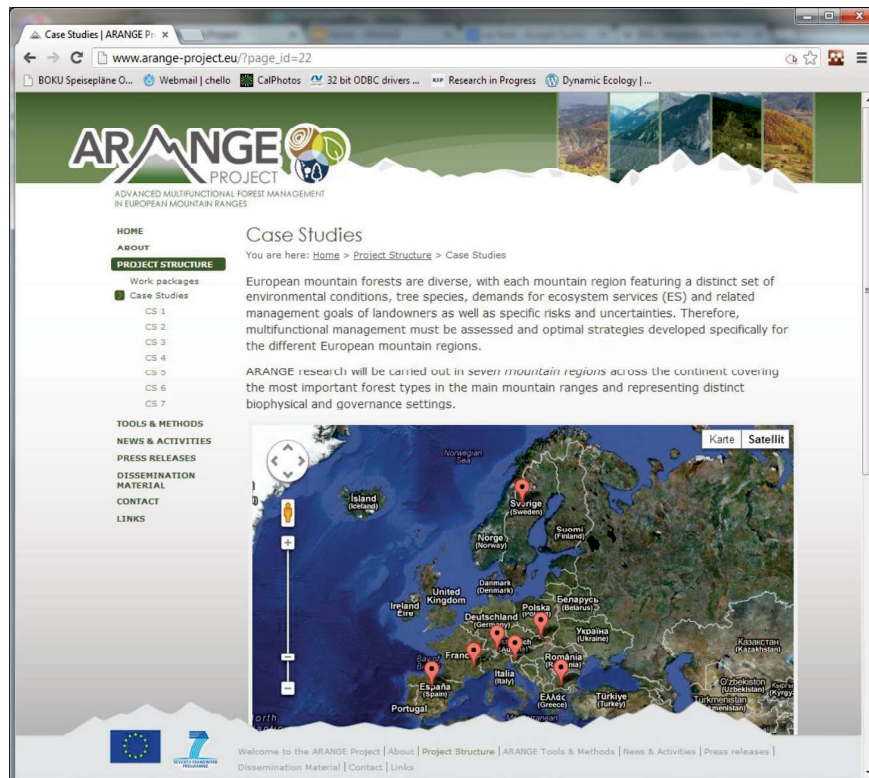 Case Studies | ARANGE Pr
www.arange-project.eu/?page_id=22
BOKU Speisepläne O... Webmail | chello CalPhotos 32 bit ODBC drivers ... Research in Progress Dynamic Ecology | ...
ARANGE
PROJECT
ADVANCED MULTIFUNCTIONAL FOREST MANAGEMENT
IN EUROPEAN MOUNTAIN RANGES
HOME
ABOUT
PROJECT STRUCTURE
Work packages
Case Studies
CS 1
CS 2
CS 3
CS 4
CS 5
CS 6
CS 7
TOOLS & METHODS
NEWS & ACTIVITIES
PRESS RELEASES
DISSEMINATION
MATERIAL
CONTACT
LINKS
Case Studies
You are here: Home > Project Structure > Case Studies
European mountain forests are diverse, with each mountain region featuring a distinct set of
environmental conditions, tree species, demands for ecosystem services (ES) and related
management goals of landowners as well as specific risks and uncertainties. Therefore,
multifunctional management must be assessed and optimal strategies developed specifically for
the different European mountain regions.
ARANGE research will be carried out in seven mountain regions across the continent covering
the most important forest types in the main mountain ranges and representing distinct
biophysical and governance settings.
Karte Satellit
Norwegian
Sea
Ísland
(Iceland)
Sverige
(Sweden)
Suomi
(Finland)
Norge
(Norway)
Danmark
(Denmark)
United
Kingdom
Ireland
Éire
Беларусь
(Belarus)
Polska
Deutschland
(Germany)
Україна
(Ukraine)
Казахстан
(Kazakhstan)
Franc
România
Italia
(Italy)
España
(Spain)
Portugal
Ελλάς
(Greece)
Türkiye
(Turkey)
O'zbekiston
(Uzbekistan)
SEVENTH FRAMEWORK
PROGRAMME
Welcome to the ARANGE Project | About | Project Structure | ARANGE Tools & Methods | News & Activities | Press releases |
Dissemination Material | Contact | Links